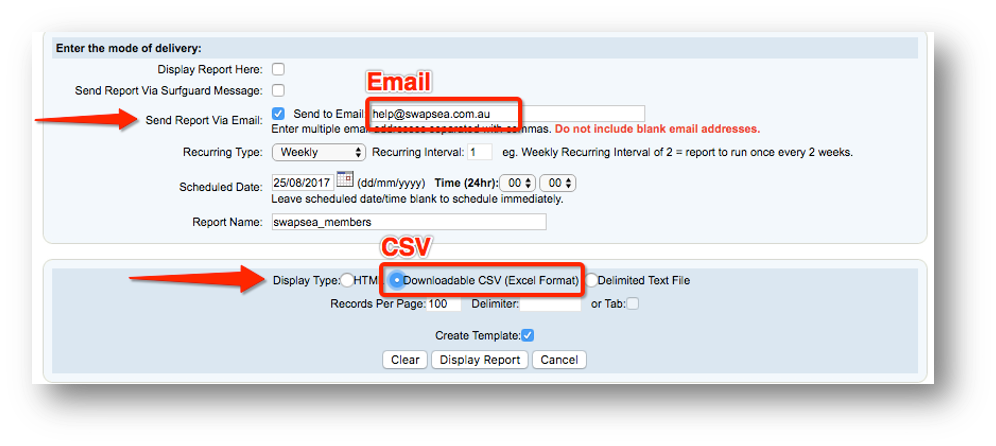 Enter the mode of delivery:
Display Report Here:
Email
Send Report Via Surfguard Message:
Send Report Via Email: Send to Email: help@swapsea.com.au
Enter multiple email addresses separated with commas. Do not include blank email addresses.
Recurring Type: Weekly Recurring Interval: 1 eg. Weekly Recurring Interval of 2 = report to run once every 2 weeks.
Scheduled Date: 25/08/2017 (dd/mm/yyyy) Time (24hr): 00 00
Leave scheduled date/time blank to schedule immediately.
Report Name: swapsea_members
CSV
Display Type: HTM Downloadable CSV (Excel Format) Delimited Text File
Records Per Page: 100 Delimiter: or Tab:
Create Template:
Clear Display Report Cancel